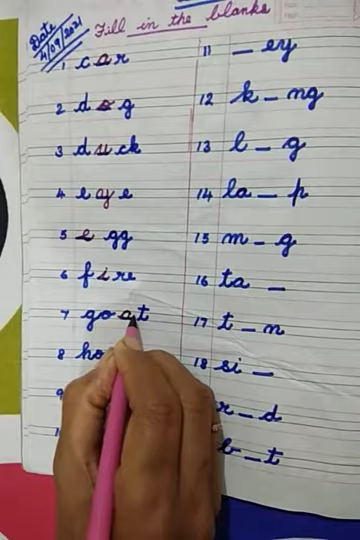 Date
4/09/2021
Fill in the blanks
1 car
2 dog
3 duck
4 eye
5 egg
6 fire
7 goat
8 ho
11 _ ey
12 k _ ng
13 l _ g
14 la _ p
15 m _ g
16 ta _
17 t _ n
18 si _
r _ d
b _ t